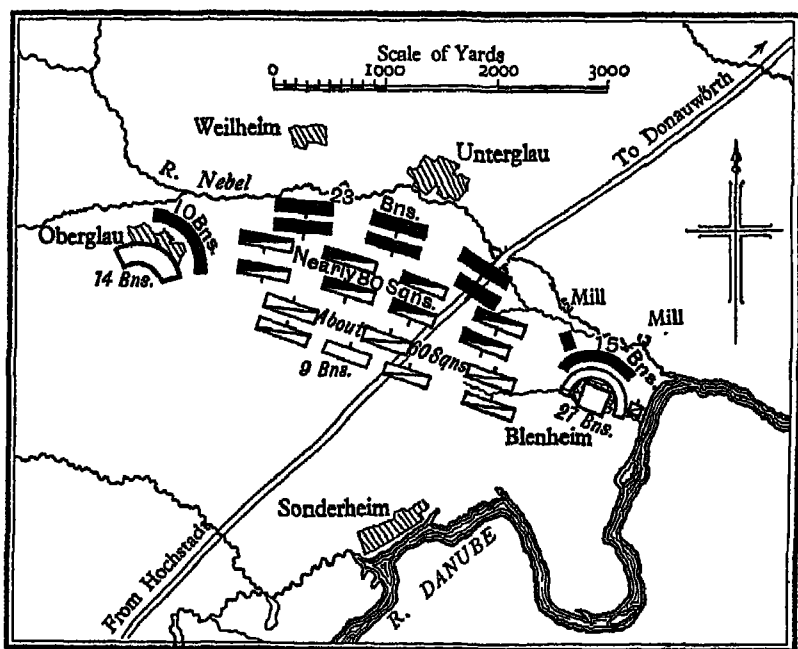 Scale of Yards
0 1000 2000 3000
To Donauwörth
Weilheim
Unterglau
R. Nebel
23 Bns.
10 Bns.
Oberglau
14 Bns.
Nearly 80 Sqns.
About 60 Sqns.
9 Bns.
Mill
Mill
15 Bns.
27 Bns.
Blenheim
Sonderheim
From Hochstadt
R. DANUBE